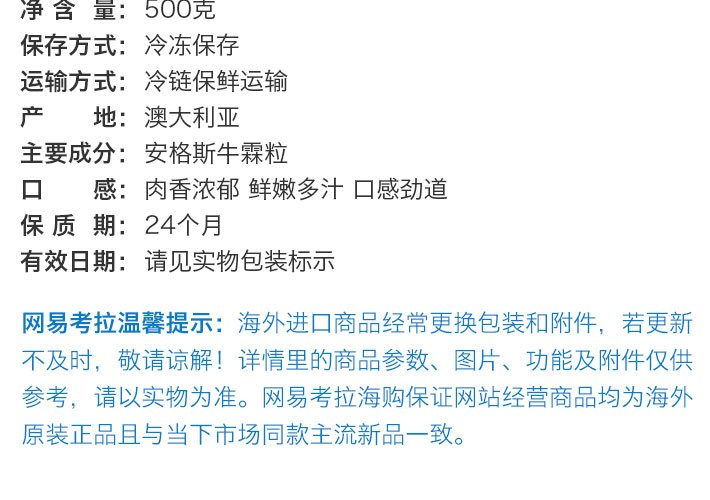 净含量：500克
保存方式：冷冻保存
运输方式：冷链保鲜运输
产地：澳大利亚
主要成分：安格斯牛霖粒
口感：肉香浓郁 鲜嫩多汁 口感劲道
保质期：24个月
有效日期：请见实物包装标示
网易考拉温馨提示：海外进口商品经常更换包装和附件，若更新
不及时，敬请谅解！详情里的商品参数、图片、功能及附件仅供
参考，请以实物为准。网易考拉海购保证网站经营商品均为海外
原装正品且与当下市场同款主流新品一致。